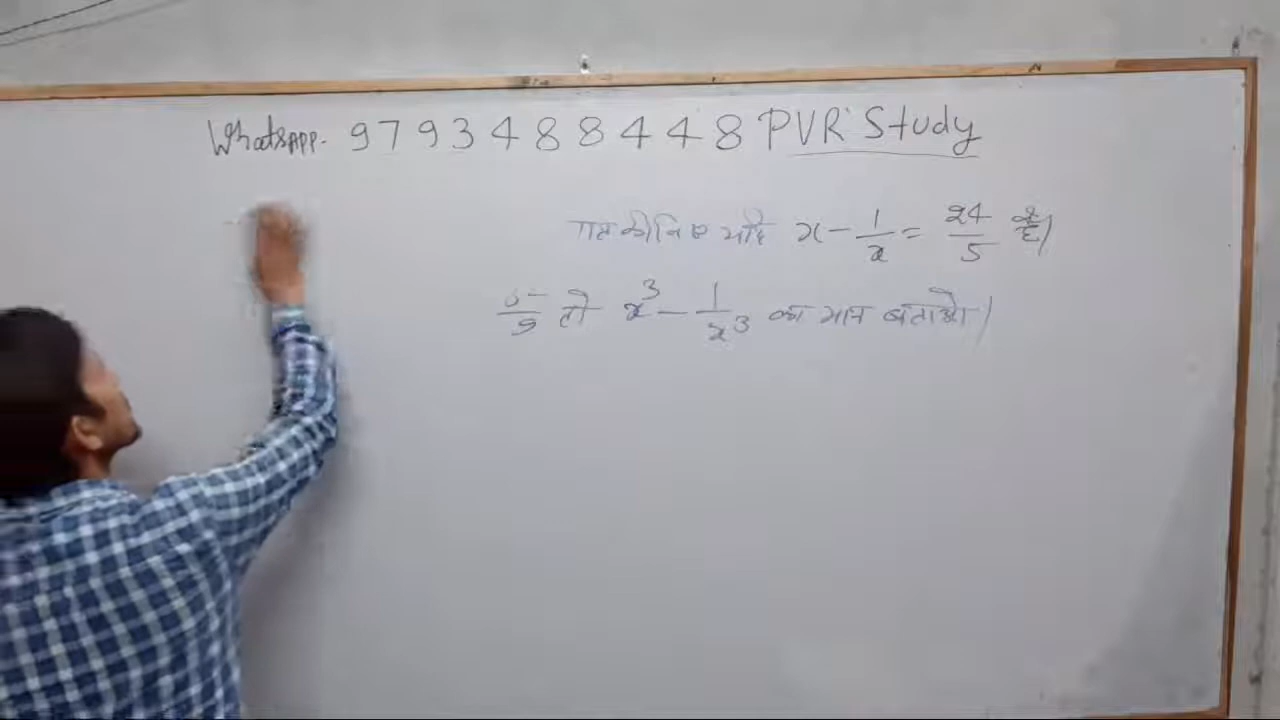 WhatsAPP. 9793488448 PVR Study
ज्ञात कीजिए यदि x - 1/x = 24/5 है।
तो x³ - 1/x³ का मान बताओ।